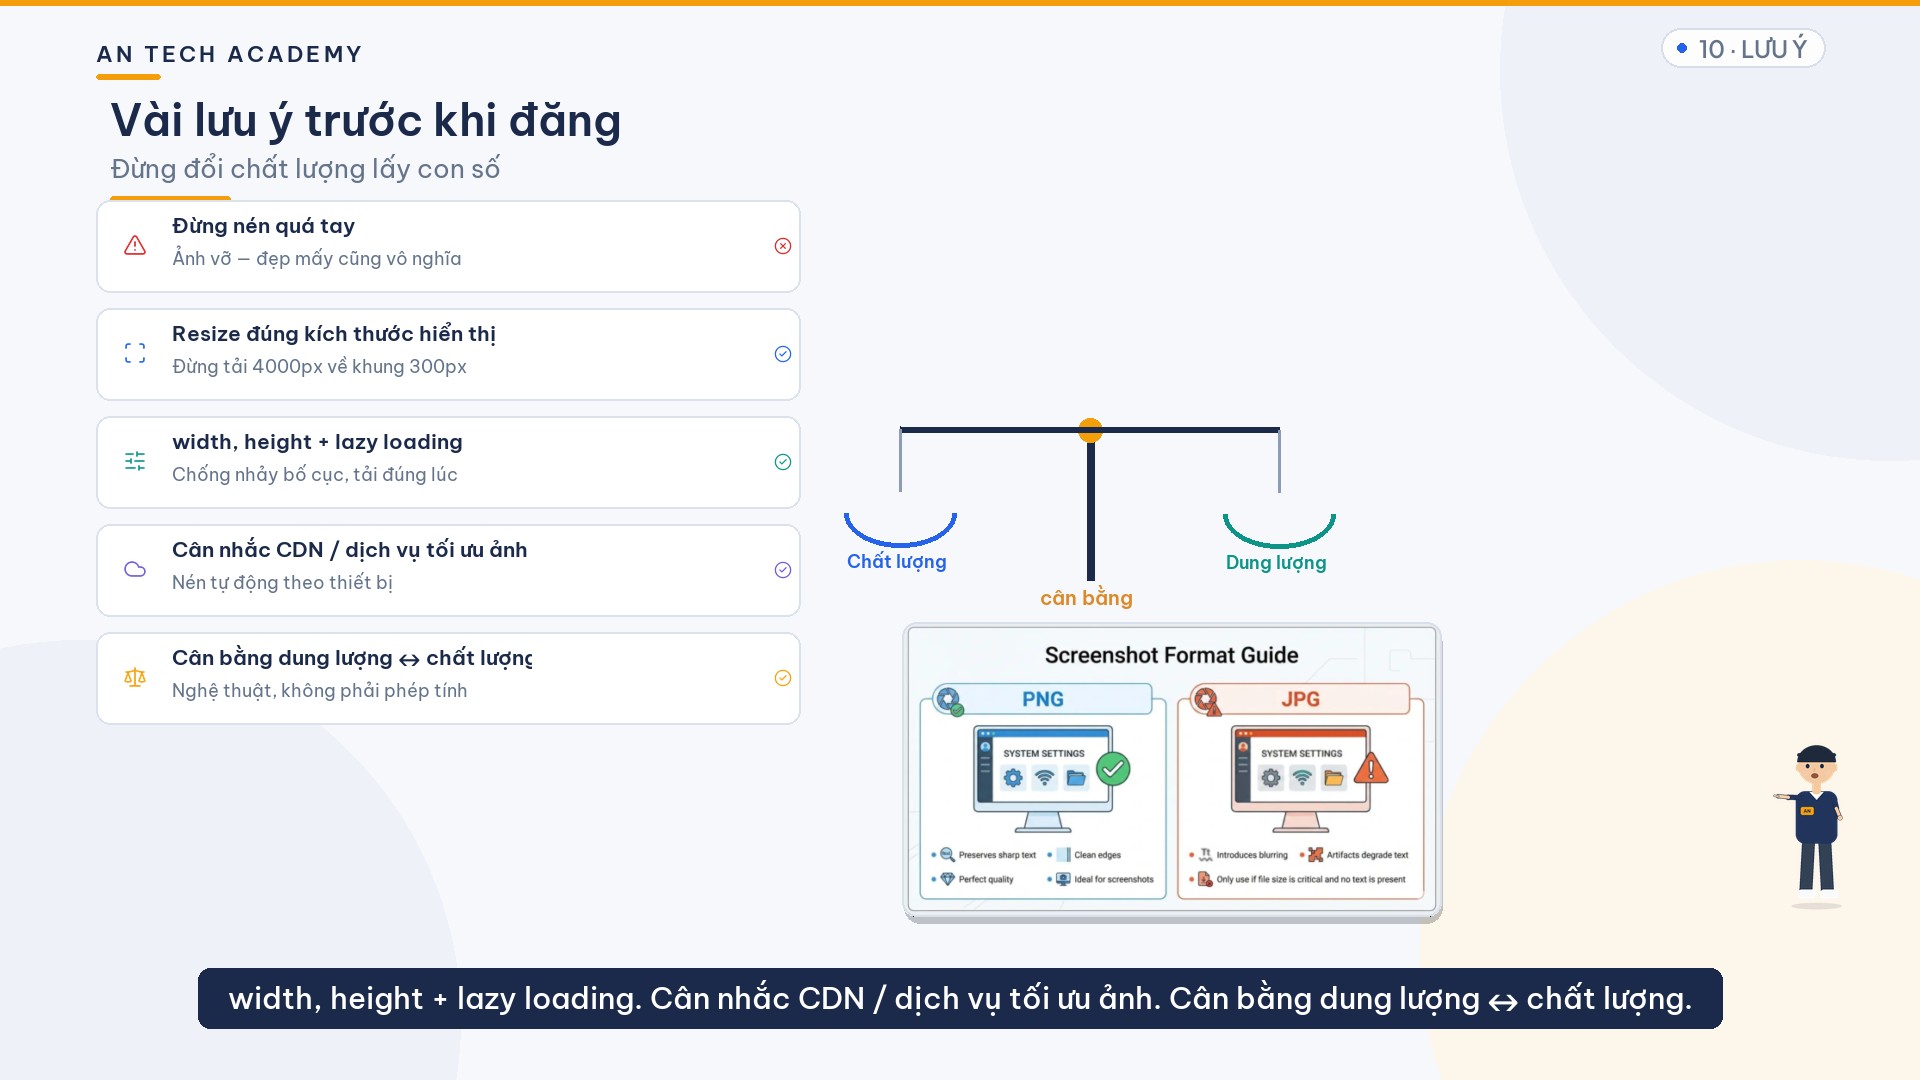 AN TECH ACADEMY
10 · LƯU Ý
Vài lưu ý trước khi đăng
Đừng đổi chất lượng lấy con số
Đừng nén quá tay
Ảnh vỡ — đẹp mấy cũng vô nghĩa
Resize đúng kích thước hiển thị
Đừng tải 4000px về khung 300px
width, height + lazy loading
Chống nhảy bố cục, tải đúng lúc
Cân nhắc CDN / dịch vụ tối ưu ảnh
Nén tự động theo thiết bị
Cân bằng dung lượng ↔ chất lượng
Nghệ thuật, không phải phép tính
Chất lượng
Dung lượng
cân bằng
Screenshot Format Guide
PNG
SYSTEM SETTINGS
Preserves sharp text
Clean edges
Perfect quality
Ideal for screenshots
JPG
SYSTEM SETTINGS
Introduces blurring
Artifacts degrade text
Only use if file size is critical and no text is present
AN
width, height + lazy loading. Cân nhắc CDN / dịch vụ tối ưu ảnh. Cân bằng dung lượng ↔ chất lượng.